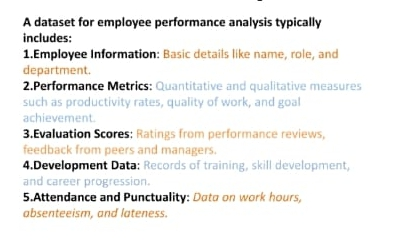 A dataset for employee performance analysis typically
includes:
1.Employee Information: Basic details like name, role, and
department.
2.Performance Metrics: Quantitative and qualitative measures
such as productivity rates, quality of work, and goal
achievement.
3.Evaluation Scores: Ratings from performance reviews,
feedback from peers and managers.
4.Development Data: Records of training, skill development,
and career progression.
5.Attendance and Punctuality: Data on work hours,
absenteeism, and lateness.